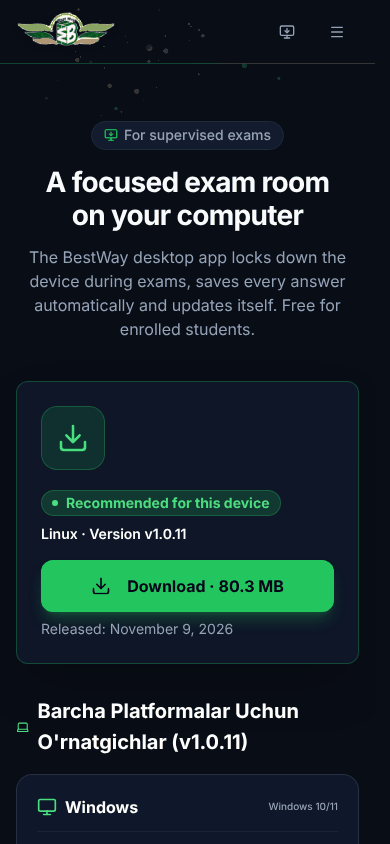 For supervised exams
A focused exam room
on your computer
The BestWay desktop app locks down the
device during exams, saves every answer
automatically and updates itself. Free for
enrolled students.
Recommended for this device
Linux · Version v1.0.11
Download · 80.3 MB
Released: November 9, 2026
Barcha Platformalar Uchun
O'rnatgichlar (v1.0.11)
Windows
Windows 10/11